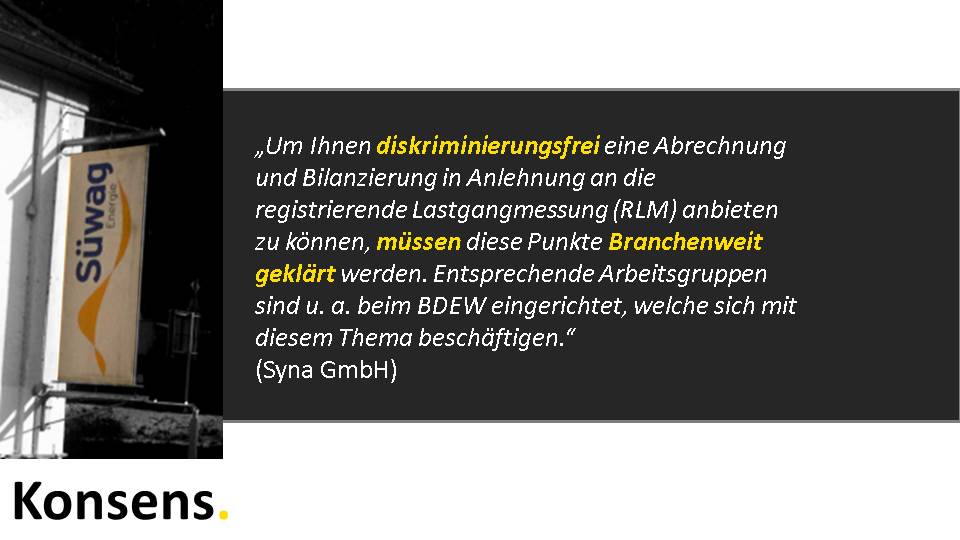 Süwag
Energie
„Um Ihnen diskriminierungsfrei eine Abrechnung
und Bilanzierung in Anlehnung an die
registrierende Lastgangmessung (RLM) anbieten
zu können, müssen diese Punkte Branchenweit
geklärt werden. Entsprechende Arbeitsgruppen
sind u. a. beim BDEW eingerichtet, welche sich mit
diesem Thema beschäftigen.“
(Syna GmbH)
Konsens.